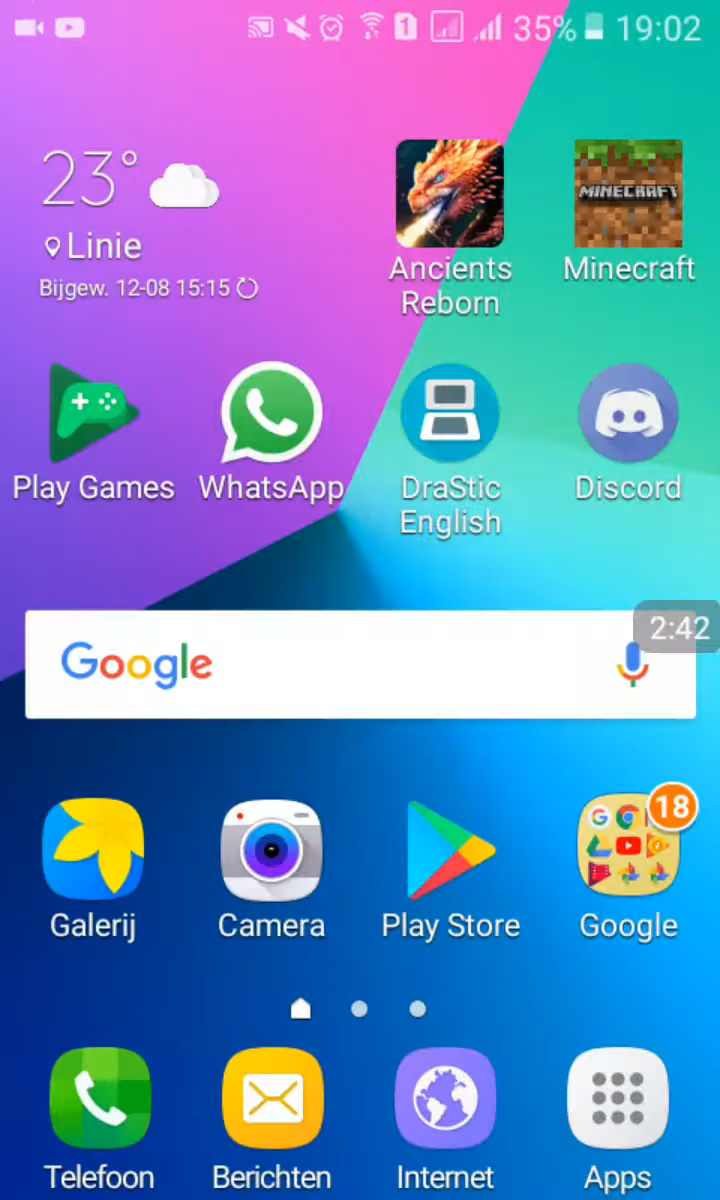 1
35%
19:02
23°
Linie
Bijgew. 12-08 15:15
MINECRAFT
Ancients
Reborn
Minecraft
Play Games
WhatsApp
DraStic
English
Discord
2:42
Google
18
G
Galerij
Camera
Play Store
Google
Telefoon
Berichten
Internet
Apps